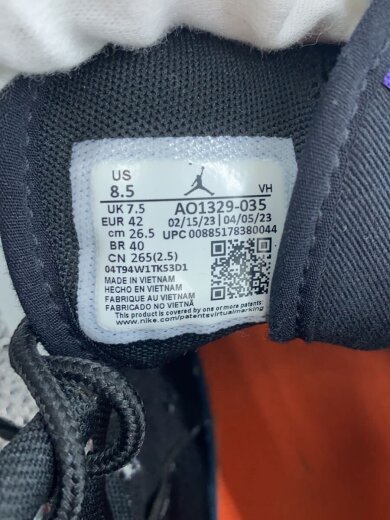 US
8.5
VH
UK 7.5
AO1329-035
EUR 42
02/15/23 | 04/05/23
cm 26.5
UPC 00885178380044
BR 40
CN 265(2.5)
04T94W1TKS3D1
MADE IN VIETNAM
HECHO EN VIETNAM
FABRIQUE AU VIETNAM
FABRICADO NO VIETNÃ
This product is covered by one or more patents
www.nike.com/patentsvirtualmarking